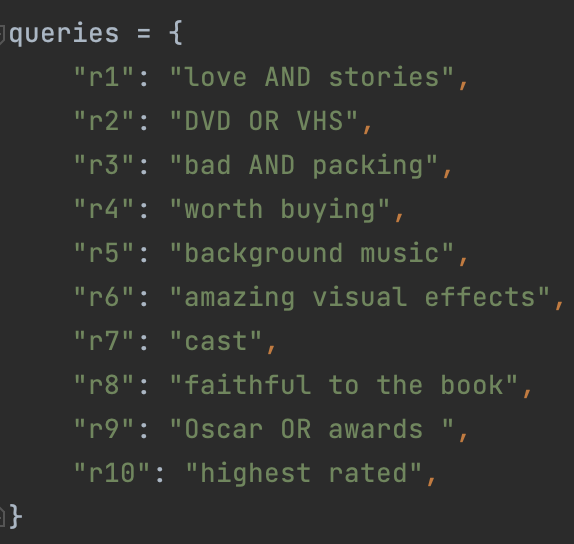 queries = {
    "r1": "love AND stories",
    "r2": "DVD OR VHS",
    "r3": "bad AND packing",
    "r4": "worth buying",
    "r5": "background music",
    "r6": "amazing visual effects",
    "r7": "cast",
    "r8": "faithful to the book",
    "r9": "Oscar OR awards ",
    "r10": "highest rated",
}